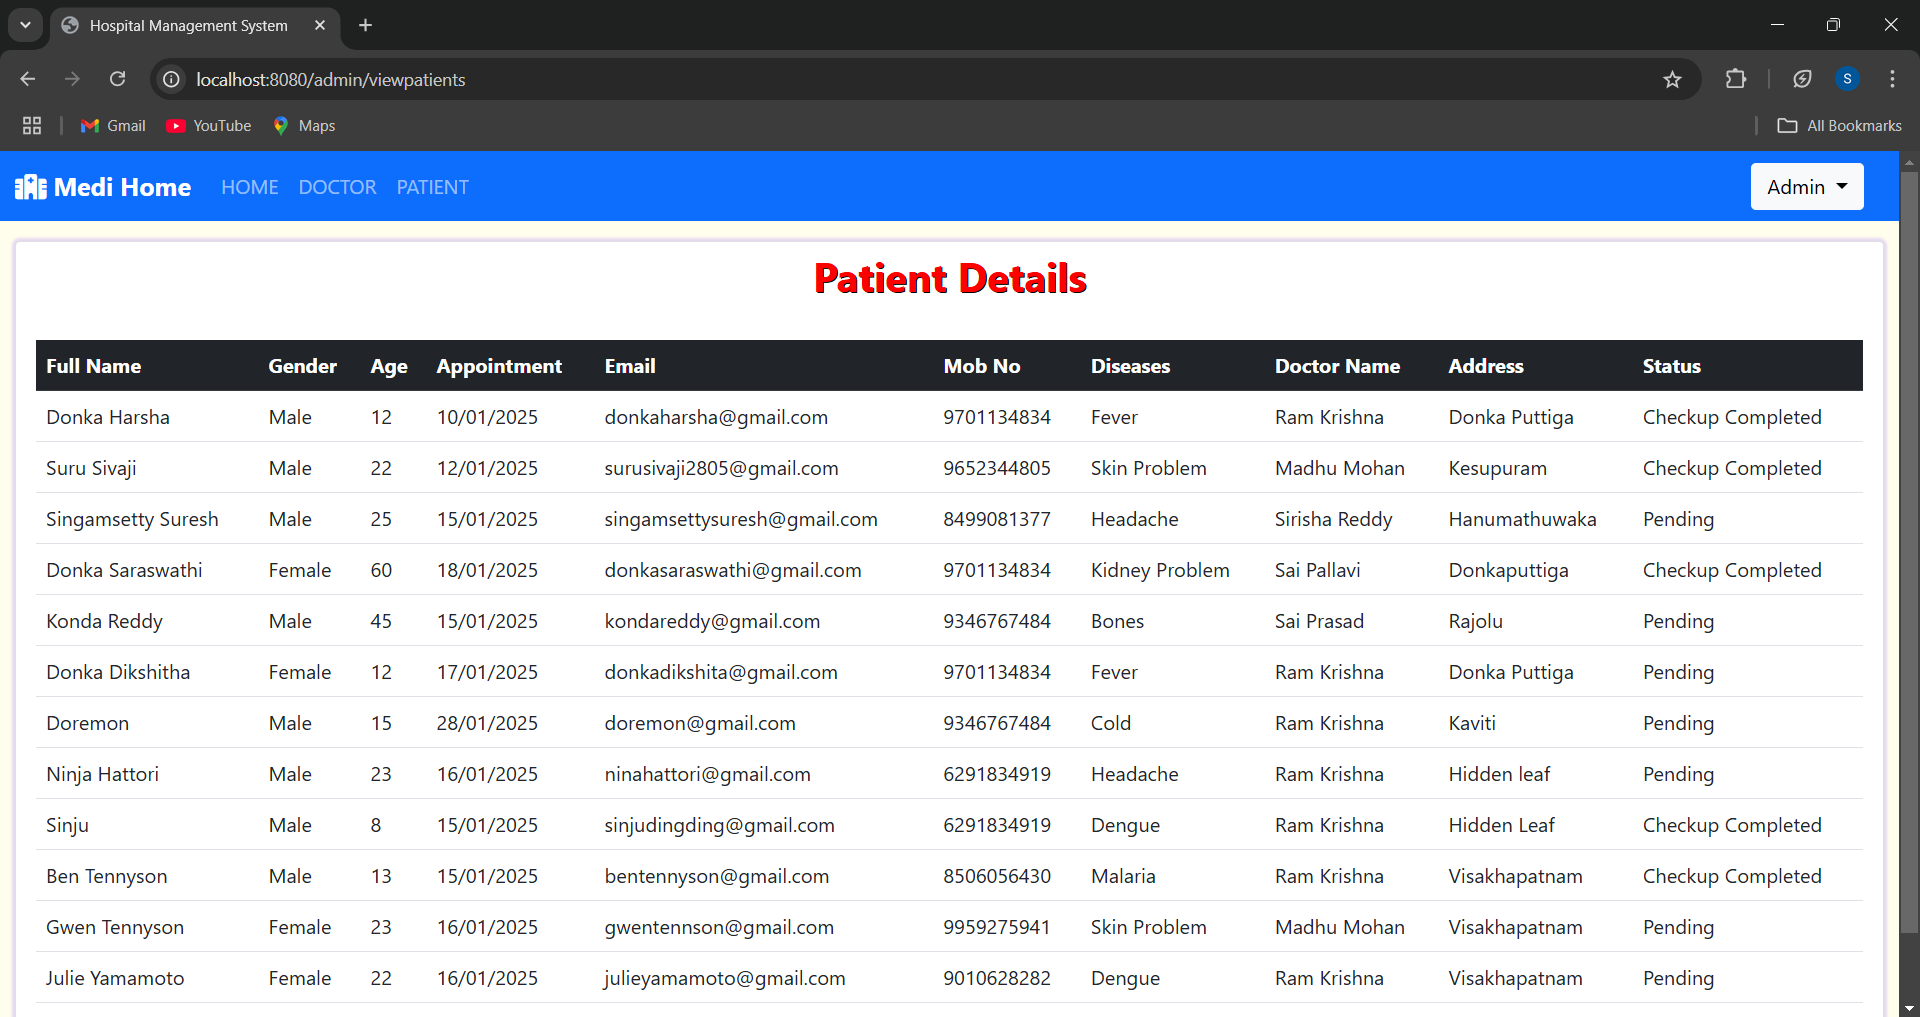 Hospital Management System
localhost:8080/admin/viewpatients
S
Gmail YouTube Maps All Bookmarks
Medi Home HOME DOCTOR PATIENT Admin
Patient Details
Full Name Gender Age Appointment Email Mob No Diseases Doctor Name Address Status
Donka Harsha Male 12 10/01/2025 donkaharsha@gmail.com 9701134834 Fever Ram Krishna Donka Puttiga Checkup Completed
Suru Sivaji Male 22 12/01/2025 surusivaji2805@gmail.com 9652344805 Skin Problem Madhu Mohan Kesupuram Checkup Completed
Singamsetty Suresh Male 25 15/01/2025 singamsettysuresh@gmail.com 8499081377 Headache Sirisha Reddy Hanumathuwaka Pending
Donka Saraswathi Female 60 18/01/2025 donkasaraswathi@gmail.com 9701134834 Kidney Problem Sai Pallavi Donkaputtiga Checkup Completed
Konda Reddy Male 45 15/01/2025 kondareddy@gmail.com 9346767484 Bones Sai Prasad Rajolu Pending
Donka Dikshitha Female 12 17/01/2025 donkadikshita@gmail.com 9701134834 Fever Ram Krishna Donka Puttiga Pending
Doremon Male 15 28/01/2025 doremon@gmail.com 9346767484 Cold Ram Krishna Kaviti Pending
Ninja Hattori Male 23 16/01/2025 ninahattori@gmail.com 6291834919 Headache Ram Krishna Hidden leaf Pending
Sinju Male 8 15/01/2025 sinjudingding@gmail.com 6291834919 Dengue Ram Krishna Hidden Leaf Checkup Completed
Ben Tennyson Male 13 15/01/2025 bentennyson@gmail.com 8506056430 Malaria Ram Krishna Visakhapatnam Checkup Completed
Gwen Tennyson Female 23 16/01/2025 gwentennson@gmail.com 9959275941 Skin Problem Madhu Mohan Visakhapatnam Pending
Julie Yamamoto Female 22 16/01/2025 julieyamamoto@gmail.com 9010628282 Dengue Ram Krishna Visakhapatnam Pending